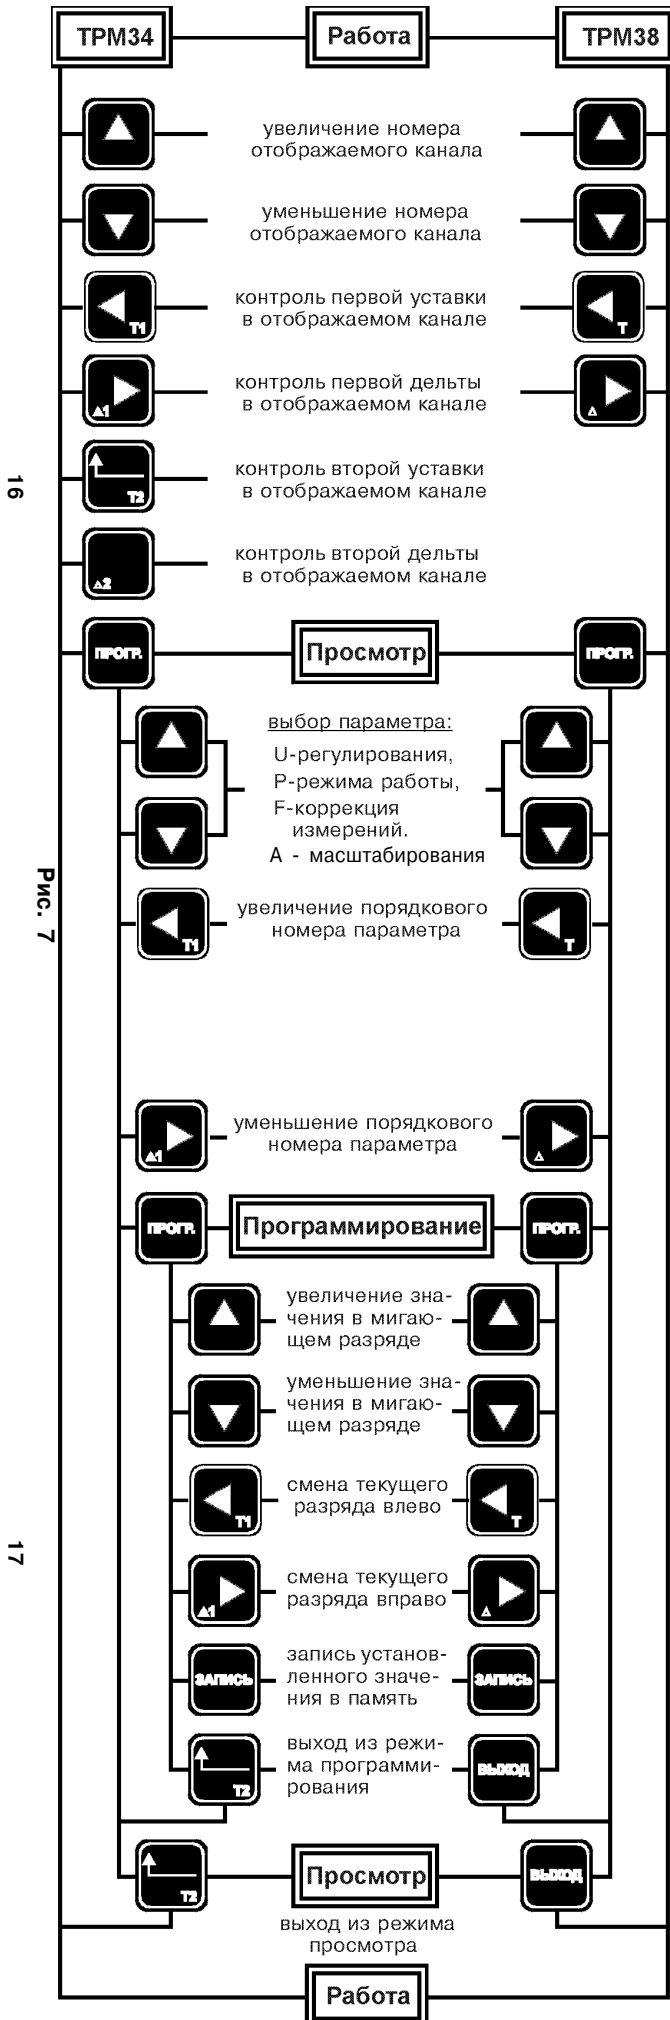 ТРМ34 Работа ТРМ38
увеличение номера
отображаемого канала
уменьшение номера
отображаемого канала
контроль первой уставки
в отображаемом канале
Т1 Т
контроль первой дельты
в отображаемом канале
▲1 Δ
контроль второй уставки
в отображаемом канале
Т2
16
контроль второй дельты
в отображаемом канале
Δ2
ПРОГР. Просмотр ПРОГР.
выбор параметра:
U-регулирования,
Р-режима работы,
F-коррекция
измерений.
А - масштабирования
Рис. 7
увеличение порядкового
номера параметра
Т1 Т
уменьшение порядкового
номера параметра
▲1 Δ
ПРОГР. Программирование ПРОГР.
увеличение зна-
чения в мигаю-
щем разряде
уменьшение зна-
чения в мигаю-
щем разряде
смена текущего
разряда влево
Т1 Т
17
смена текущего
разряда вправо
▲1 Δ
запись установ-
ЗАПИСЬ ленного значе- ЗАПИСЬ
ния в память
выход из режи-
ма программи- ВЫХОД
рования
Т2
Просмотр ВЫХОД
Т2
выход из режима
просмотра
Работа